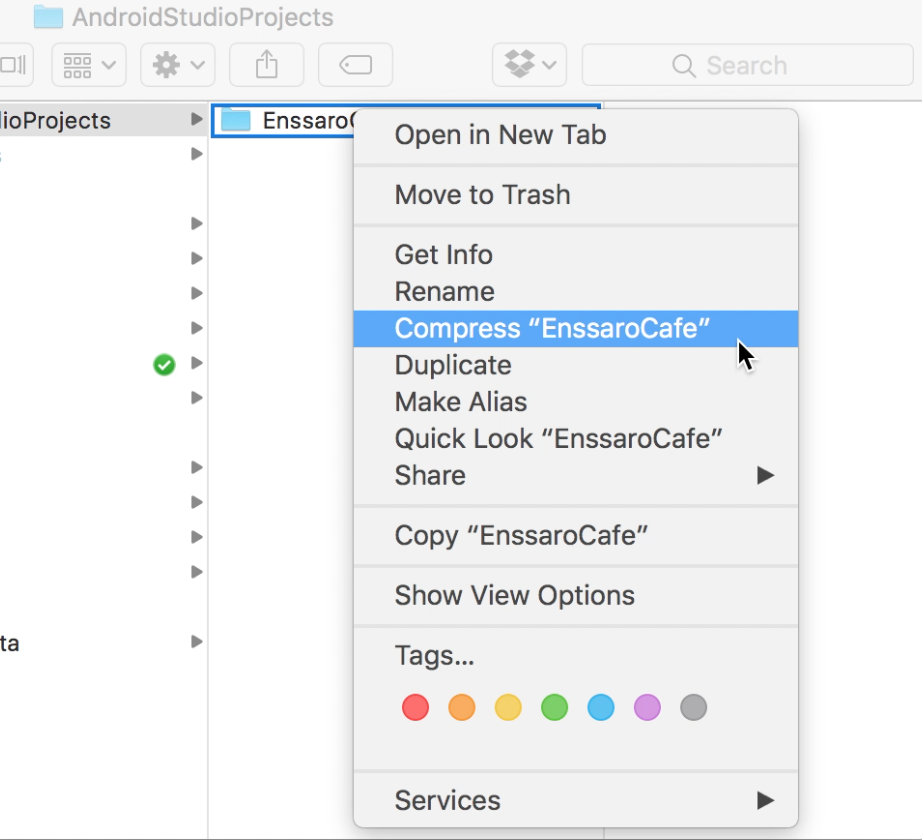 AndroidStudioProjects
Search
lioProjects
Enssaro
Open in New Tab
Move to Trash
Get Info
Rename
Compress “EnssaroCafe”
Duplicate
Make Alias
Quick Look “EnssaroCafe”
Share
Copy “EnssaroCafe”
Show View Options
ta
Tags...
Services